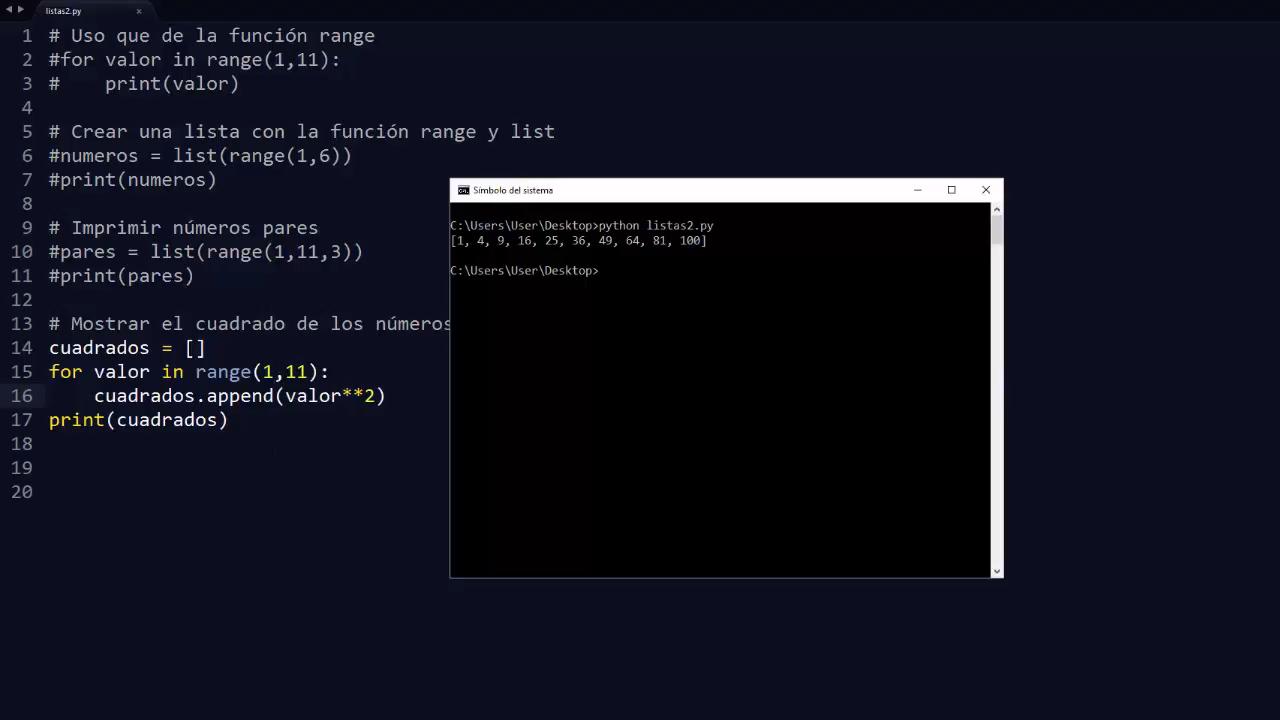 listas2.py ×
1 # Uso que de la función range
2 #for valor in range(1,11):
3 #    print(valor)
4
5 # Crear una lista con la función range y list
6 #numeros = list(range(1,6))
7 #print(numeros)
8
9 # Imprimir números pares
10 #pares = list(range(1,11,3))
11 #print(pares)
12
13 # Mostrar el cuadrado de los números
14 cuadrados = []
15 for valor in range(1,11):
16     cuadrados.append(valor**2)
17 print(cuadrados)
18
19
20
Símbolo del sistema
C:\Users\User\Desktop>python listas2.py
[1, 4, 9, 16, 25, 36, 49, 64, 81, 100]
C:\Users\User\Desktop>